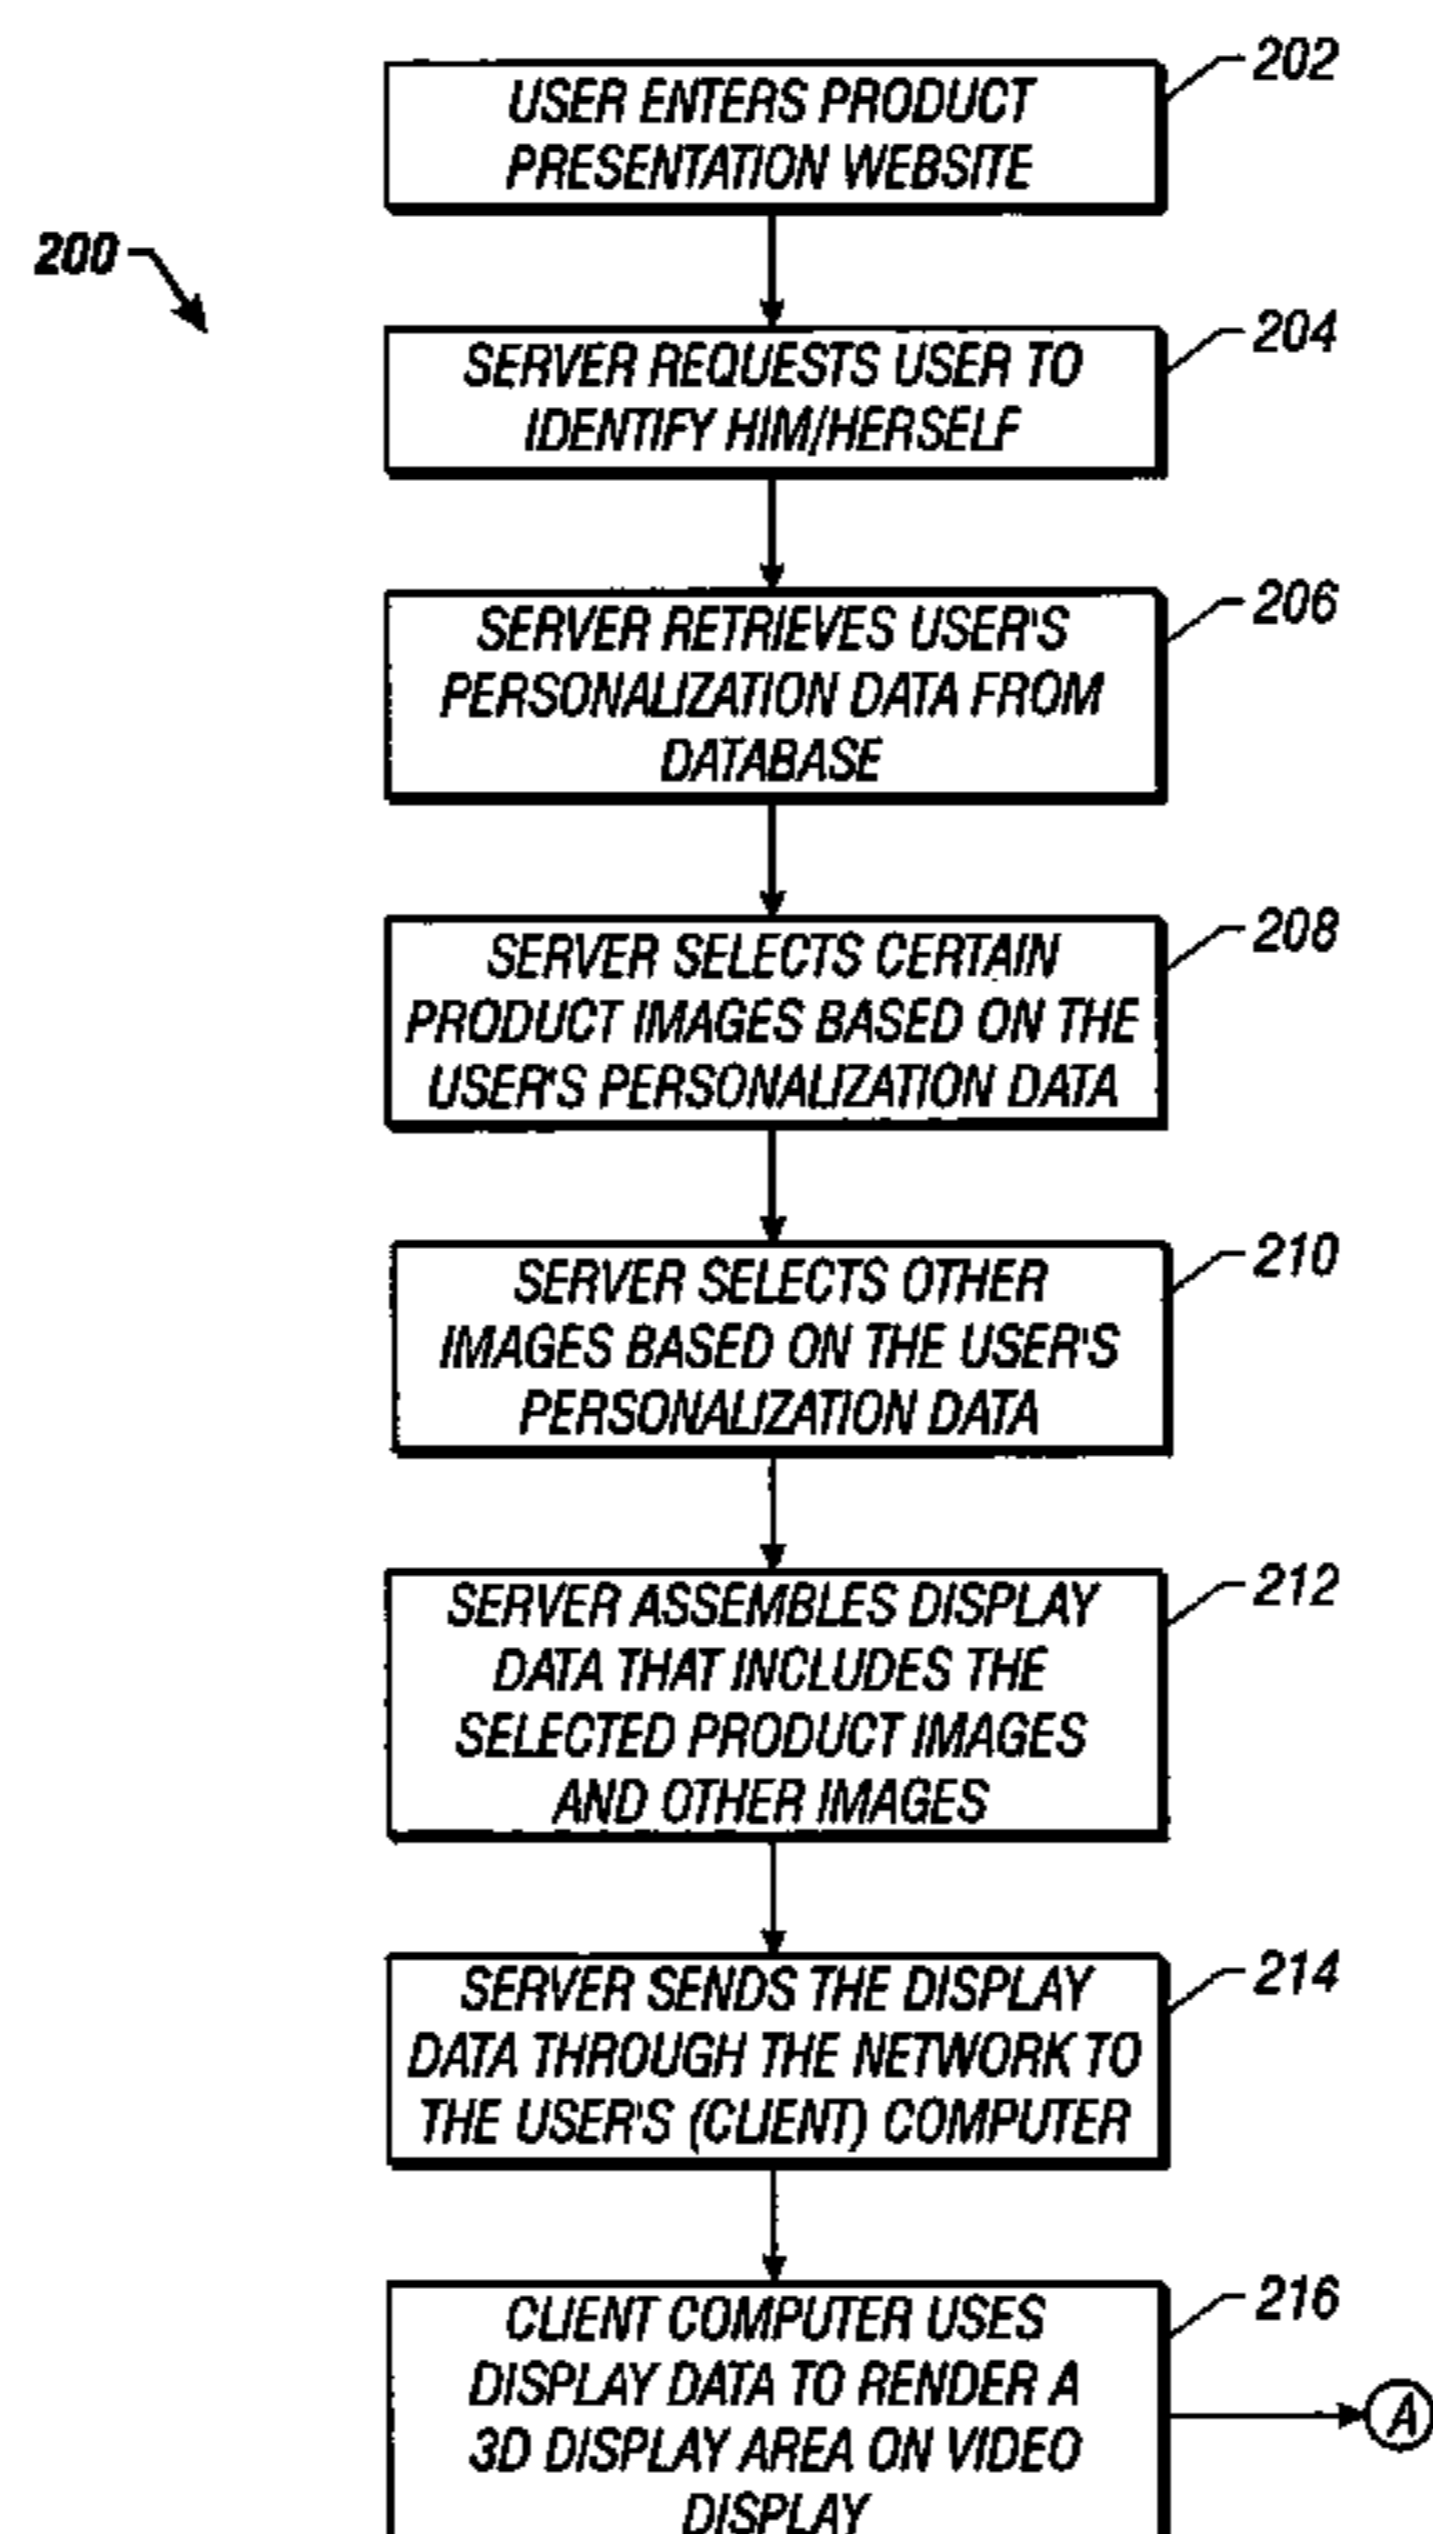 202
USER ENTERS PRODUCT
PRESENTATION WEBSITE
200
204
SERVER REQUESTS USER TO
IDENTIFY HIM/HERSELF
206
SERVER RETRIEVES USER'S
PERSONALIZATION DATA FROM
DATABASE
208
SERVER SELECTS CERTAIN
PRODUCT IMAGES BASED ON THE
USER'S PERSONALIZATION DATA
210
SERVER SELECTS OTHER
IMAGES BASED ON THE USER'S
PERSONALIZATION DATA
212
SERVER ASSEMBLES DISPLAY
DATA THAT INCLUDES THE
SELECTED PRODUCT IMAGES
AND OTHER IMAGES
214
SERVER SENDS THE DISPLAY
DATA THROUGH THE NETWORK TO
THE USER'S (CLIENT) COMPUTER
216
CLIENT COMPUTER USES
DISPLAY DATA TO RENDER A
3D DISPLAY AREA ON VIDEO
DISPLAY
A